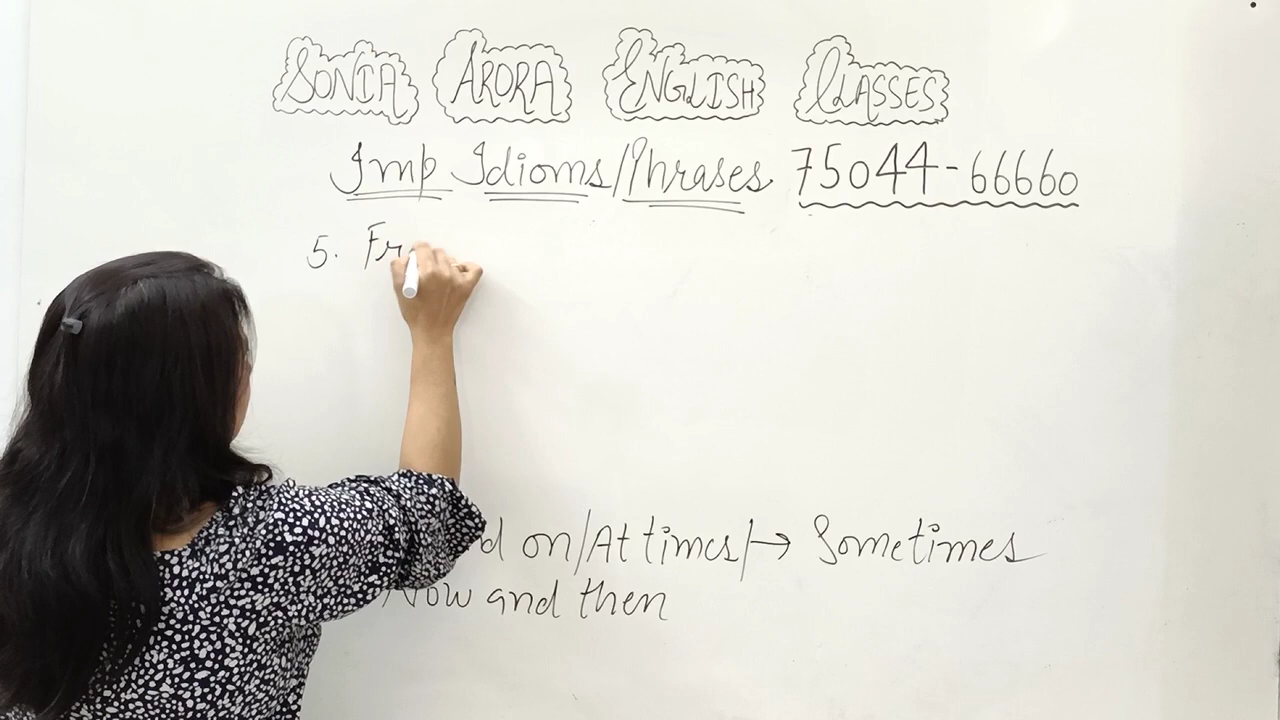 SONIA ARORA ENGLISH CLASSES
Imp Idioms/Phrases 75044-66660
5. Fr
d on/At times/→ Sometimes
Now and then